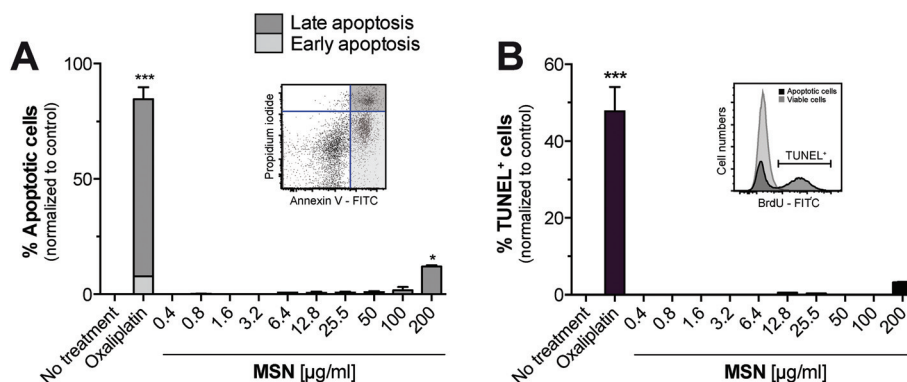 Late apoptosis
Early apoptosis
A
% Apoptotic cells
(normalized to control)
100
50
0
***
*
Propidium iodide
Annexin V - FITC
No treatment
Oxaliplatin
0.4
0.8
1.6
3.2
6.4
12.8
25.5
50
100
200
MSN [µg/ml]
B
% TUNEL+ cells
(normalized to control)
60
40
20
0
***
Apoptotic cells
Viable cells
Cell numbers
TUNEL+
BrdU - FITC
No treatment
Oxaliplatin
0.4
0.8
1.6
3.2
6.4
12.8
25.5
50
100
200
MSN [µg/ml]